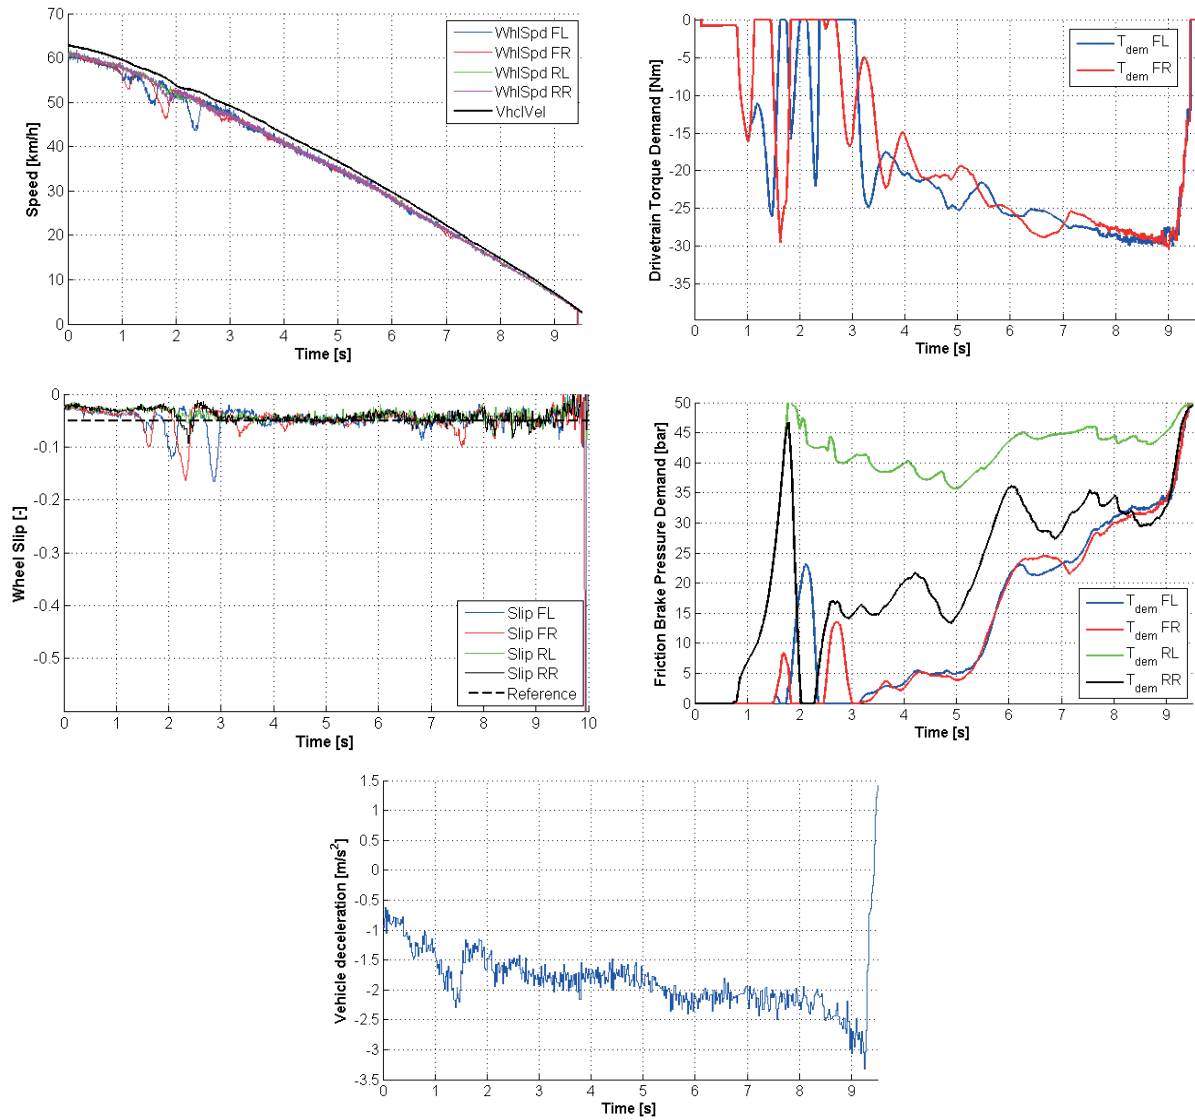 Speed [km/h]
70
60
50
40
30
20
10
0
0 1 2 3 4 5 6 7 8 9
Time [s]
WhlSpd FL
WhlSpd FR
WhlSpd RL
WhlSpd RR
VhclVel
Drivetrain Torque Demand [Nm]
0
-5
-10
-15
-20
-25
-30
-35
0 1 2 3 4 5 6 7 8 9
Time [s]
T_dem FL
T_dem FR
Wheel Slip [-]
0
-0.1
-0.2
-0.3
-0.4
-0.5
0 1 2 3 4 5 6 7 8 9 10
Time [s]
Slip FL
Slip FR
Slip RL
Slip RR
Reference
Friction Brake Pressure Demand [bar]
50
45
40
35
30
25
20
15
10
5
0
0 1 2 3 4 5 6 7 8 9
Time [s]
T_dem FL
T_dem FR
T_dem RL
T_dem RR
Vehicle deceleration [m/s²]
1.5
1
0.5
0
-0.5
-1
-1.5
-2
-2.5
-3
-3.5
0 1 2 3 4 5 6 7 8 9
Time [s]